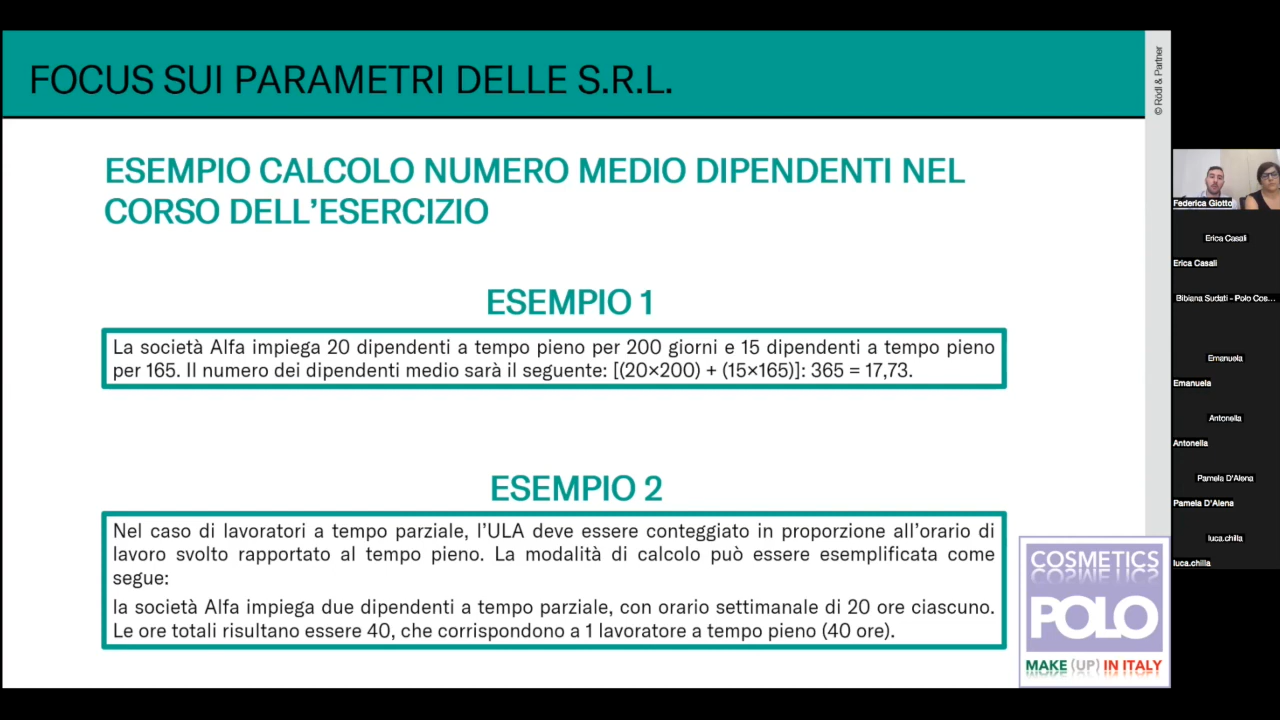 FOCUS SUI PARAMETRI DELLE S.R.L.
© Rödl & Partner
ESEMPIO CALCOLO NUMERO MEDIO DIPENDENTI NEL
CORSO DELL'ESERCIZIO
ESEMPIO 1
La società Alfa impiega 20 dipendenti a tempo pieno per 200 giorni e 15 dipendenti a tempo pieno
per 165. Il numero dei dipendenti medio sarà il seguente: [(20×200) + (15×165)]: 365 = 17,73.
ESEMPIO 2
Nel caso di lavoratori a tempo parziale, l'ULA deve essere conteggiato in proporzione all'orario di
lavoro svolto rapportato al tempo pieno. La modalità di calcolo può essere esemplificata come
segue:
la società Alfa impiega due dipendenti a tempo parziale, con orario settimanale di 20 ore ciascuno.
Le ore totali risultano essere 40, che corrispondono a 1 lavoratore a tempo pieno (40 ore).
COSMETICS
POLO
MAKE (UP) IN ITALY
Federica Giotto
Erica Casali
Erica Casali
Bibiana Sudati - Polo Cos...
Emanuela
Emanuela
Antonella
Antonella
Pamela D'Alena
Pamela D'Alena
luca.chilla
luca.chilla